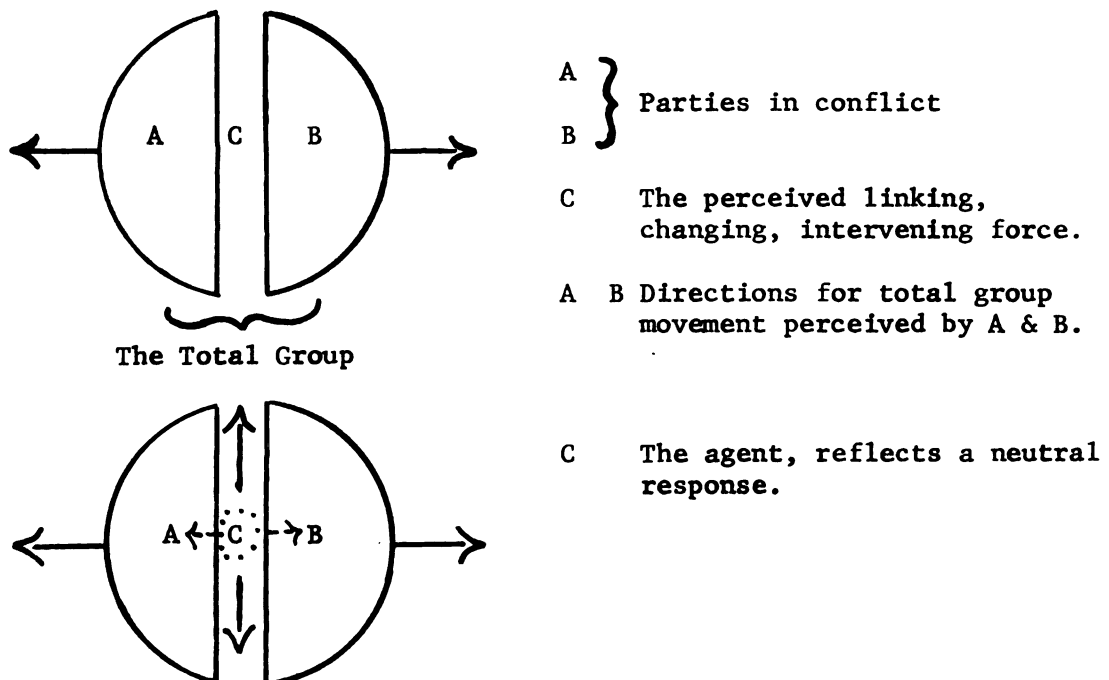 A C B
The Total Group
A
B
Parties in conflict
C The perceived linking,
changing, intervening force.
A B Directions for total group
movement perceived by A & B.
A C B
C The agent, reflects a neutral
response.